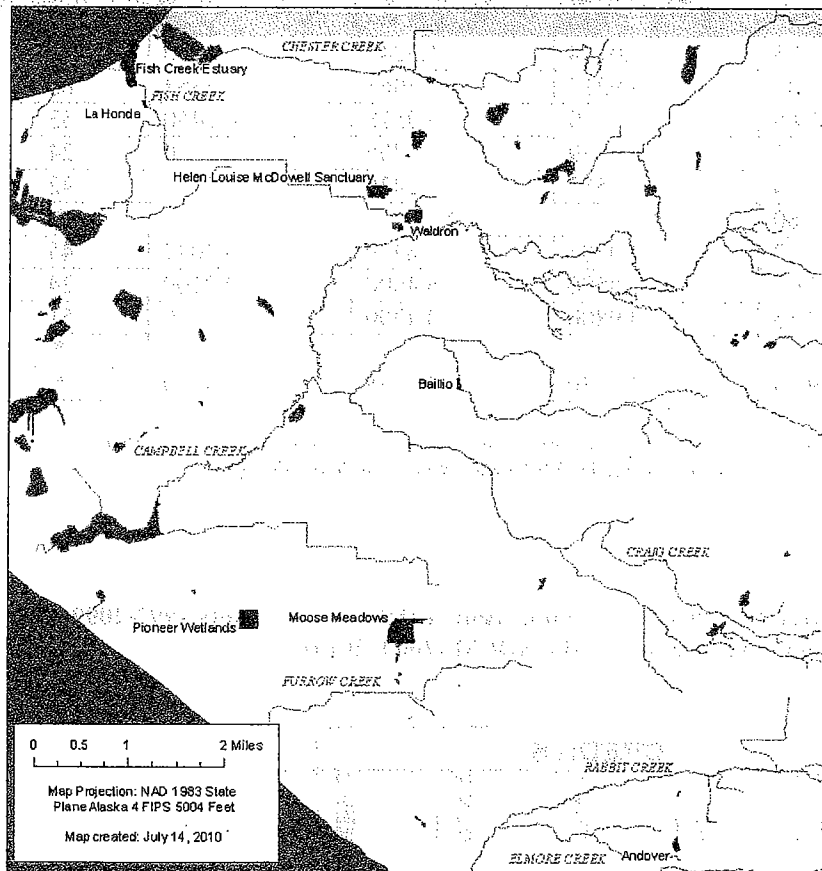 CHESTER CREEK
Fish Creek Estuary
FISH CREEK
La Honda
Helen Louise McDowell Sanctuary
Waldron
Baillio
CAMPBELL CREEK
CRAIG CREEK
Pioneer Wetlands
Moose Meadows
FURROW CREEK
0 0.5 1 2 Miles
Map Projection: NAD 1983 State
Plane Alaska 4 FIPS 5004 Feet
Map created: July 14, 2010
RABBIT CREEK
ELMORE CREEK
Andover